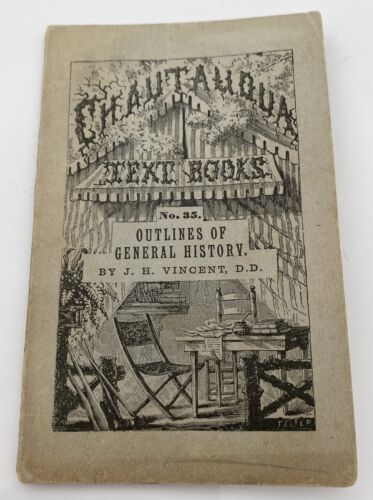 CHAUTAUQUA
TEXT BOOKS.
No. 35.
OUTLINES OF
GENERAL HISTORY.
BY J. H. VINCENT, D.D.